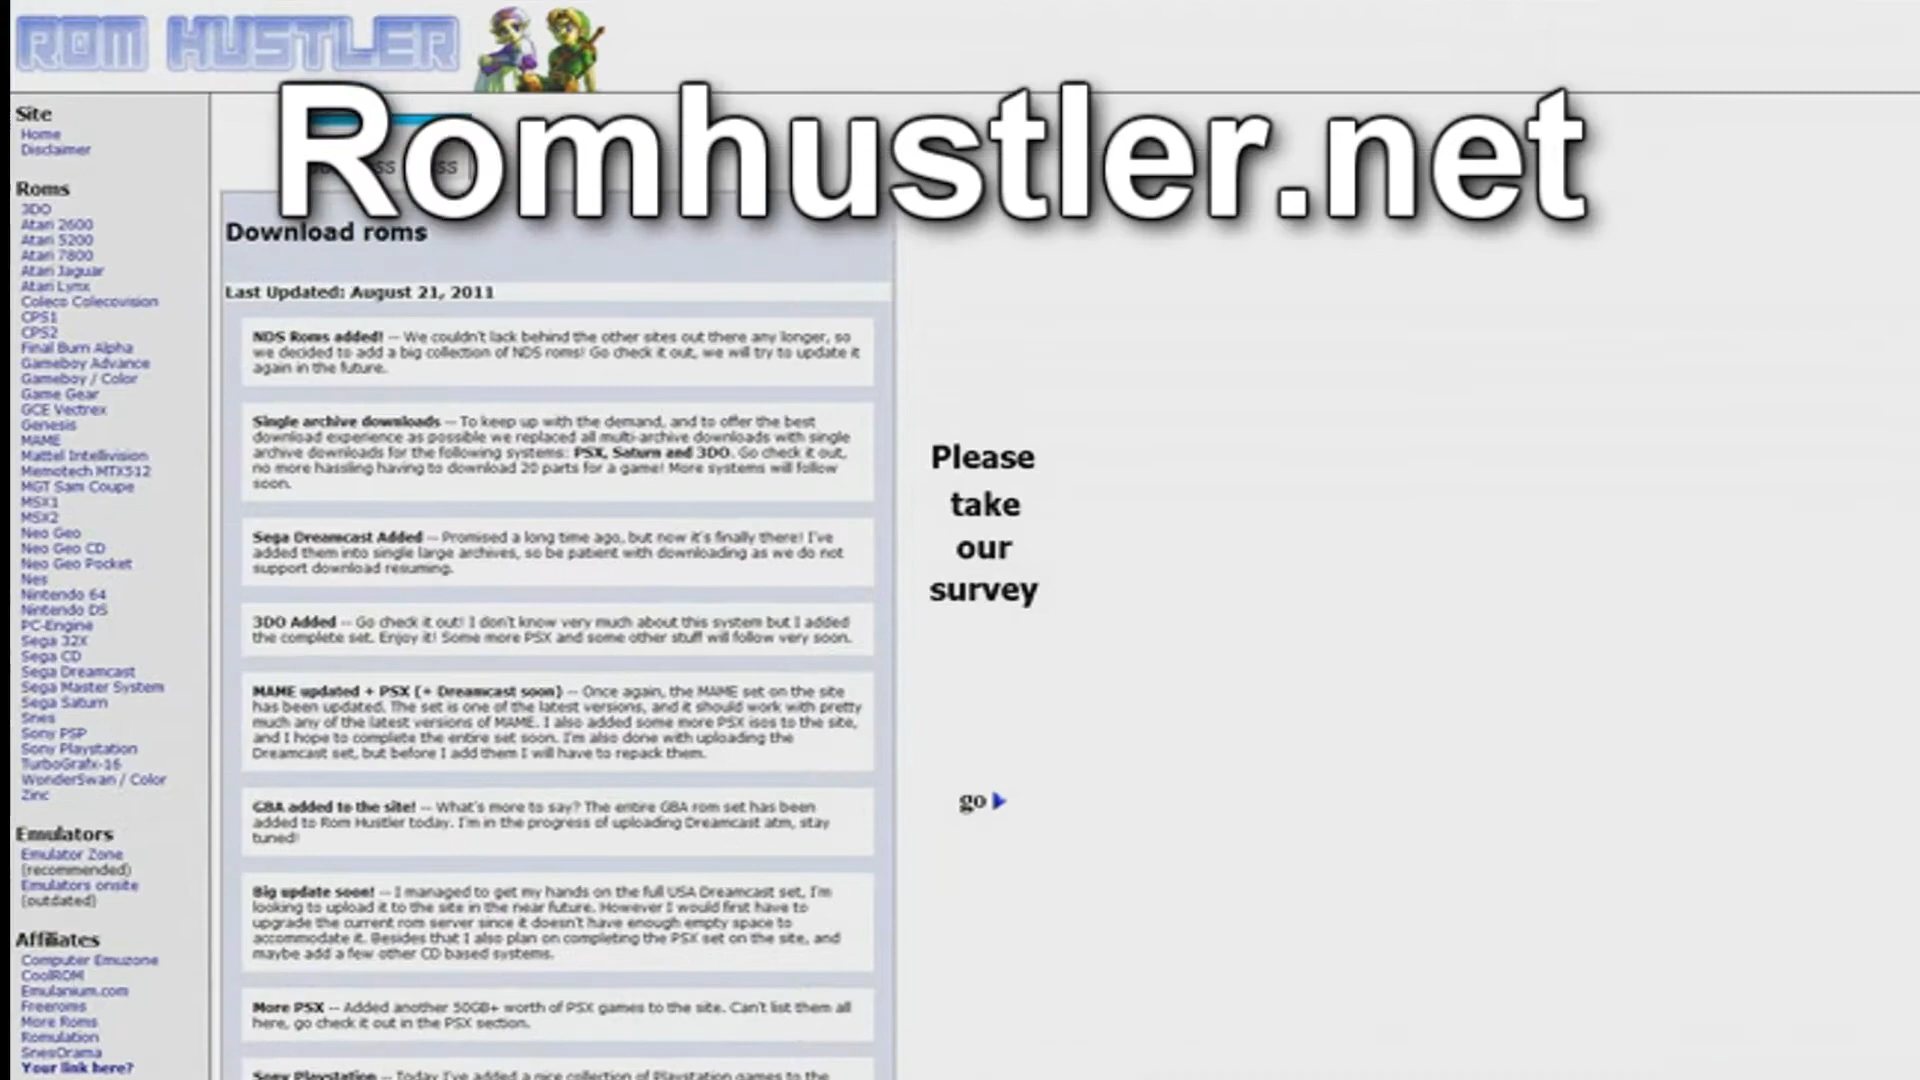 ROM HUSTLER
Romhustler.net
Site
Home
Disclaimer
Roms
3DO
Atari 2600
Atari 5200
Atari 7800
Atari Jaguar
Atari Lynx
Coleco Colecovision
CPS1
CPS2
Final Burn Alpha
Gameboy Advance
Gameboy / Color
Game Gear
GCE Vectrex
Genesis
MAME
Mattel Intellivision
Memotech MTX512
MGT Sam Coupe
MSX1
MSX2
Neo Geo
Neo Geo CD
Neo Geo Pocket
Nes
Nintendo 64
Nintendo DS
PC-Engine
Sega 32X
Sega CD
Sega Dreamcast
Sega Master System
Sega Saturn
Snes
Sony PSP
Sony Playstation
TurboGrafx-16
WonderSwan / Color
Zinc
Emulators
Emulator Zone
(recommended)
Emulators onsite
(outdated)
Affiliates
Computer Emuzone
CoolROM
Emulanium.com
Freeroms
More Roms
Romulation
SnesOrama
Your link here?
Download roms
Last Updated: August 21, 2011
NDS Roms added! -- We couldn't lack behind the other sites out there any longer, so
we decided to add a big collection of NDS roms! Go check it out, we will try to update it
again in the future.
Single archive downloads -- To keep up with the demand, and to offer the best
download experience as possible we replaced all multi-archive downloads with single
archive downloads for the following systems: PSX, Saturn and 3DO. Go check it out,
no more hassling having to download 20 parts for a game! More systems will follow
soon.
Sega Dreamcast Added -- Promised a long time ago, but now it's finally there! I've
added them into single large archives, so be patient with downloading as we do not
support download resuming.
3DO Added -- Go check it out! I don't know very much about this system but I added
the complete set. Enjoy it! Some more PSX and some other stuff will follow very soon.
MAME updated + PSX (+ Dreamcast soon) -- Once again, the MAME set on the site
has been updated. The set is one of the latest versions, and it should work with pretty
much any of the latest versions of MAME. I also added some more PSX isos to the site,
and I hope to complete the entire set soon. I'm also done with uploading the
Dreamcast set, but before I add them I will have to repack them.
GBA added to the site! -- What's more to say? The entire GBA rom set has been
added to Rom Hustler today. I'm in the progress of uploading Dreamcast atm, stay
tuned!
Big update soon! -- I managed to get my hands on the full USA Dreamcast set, I'm
looking to upload it to the site in the near future. However I would first have to
upgrade the current rom server since it doesn't have enough empty space to
accommodate it. Besides that I also plan on completing the PSX set on the site, and
maybe add a few other CD based systems.
More PSX -- Added another 50GB+ worth of PSX games to the site. Can't list them all
here, go check it out in the PSX section.
Sony Playstation -- Today I've added a nice collection of Playstation games to the
Please
take
our
survey
go